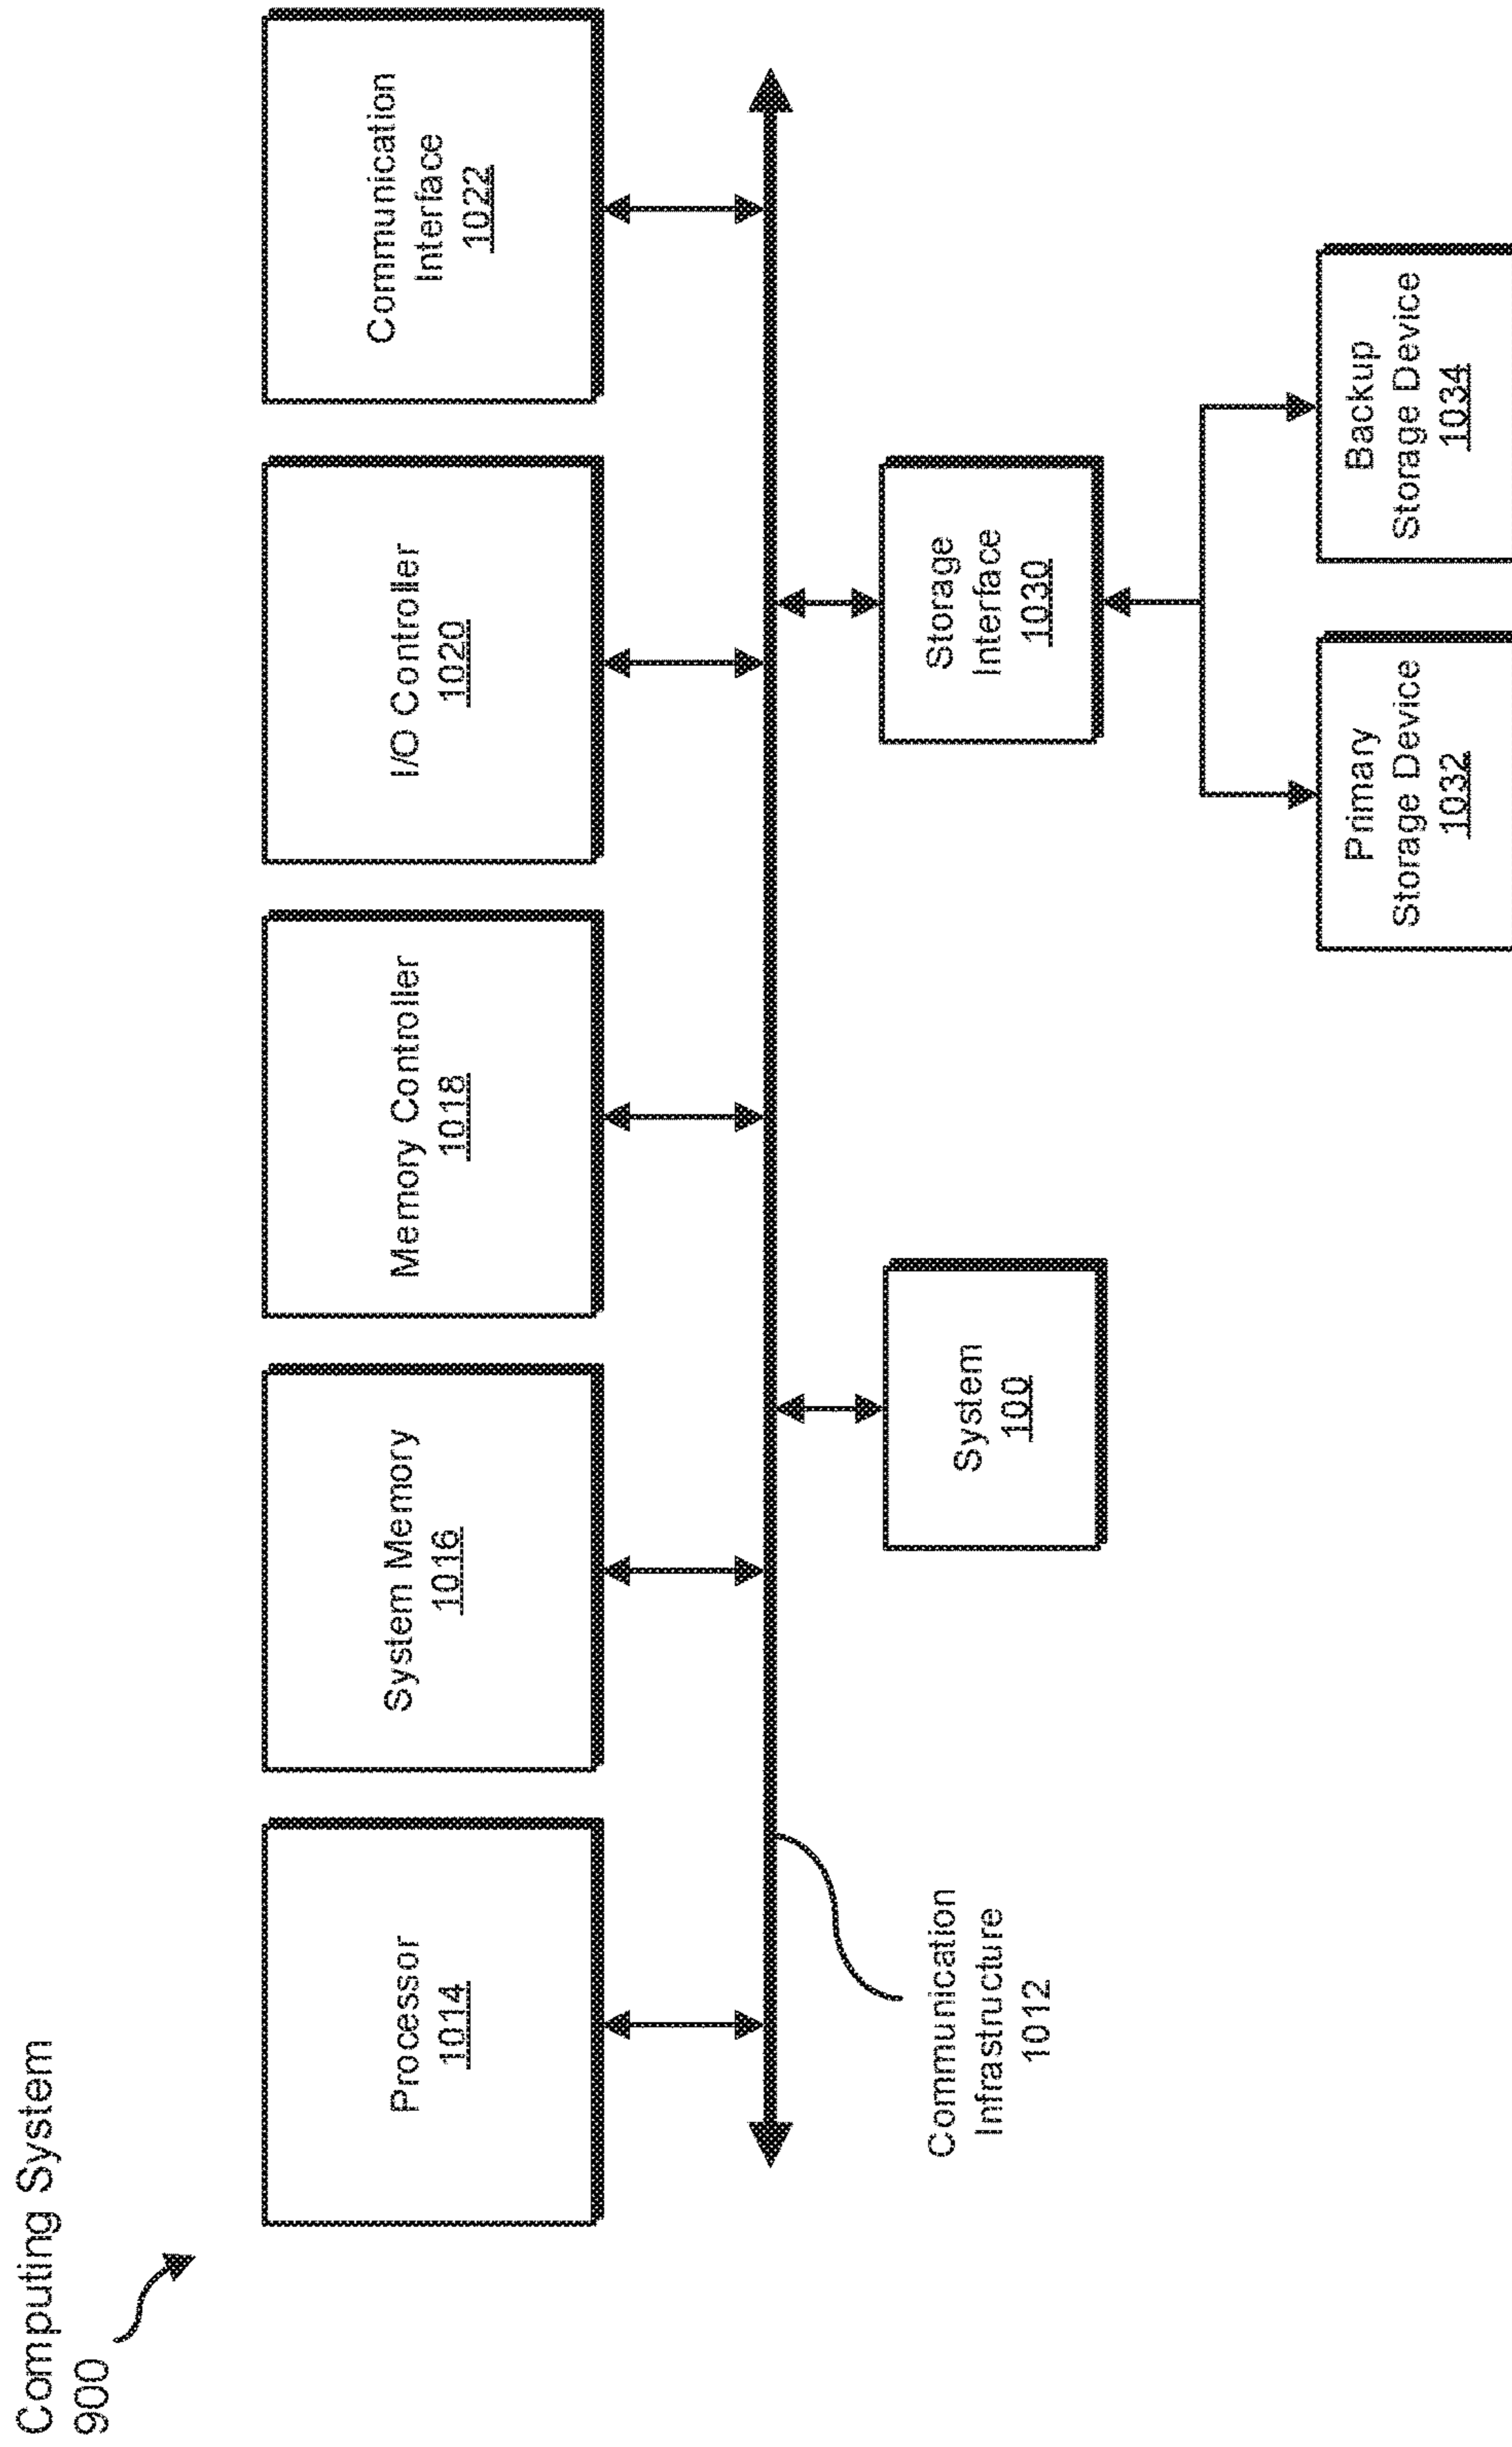 Computing System
900
Processor
1014
System Memory
1016
Memory Controller
1018
I/O Controller
1020
Communication
Interface
1022
Communication
Infrastructure
1012
System
100
Storage
Interface
1030
Primary
Storage Device
1032
Backup
Storage Device
1034